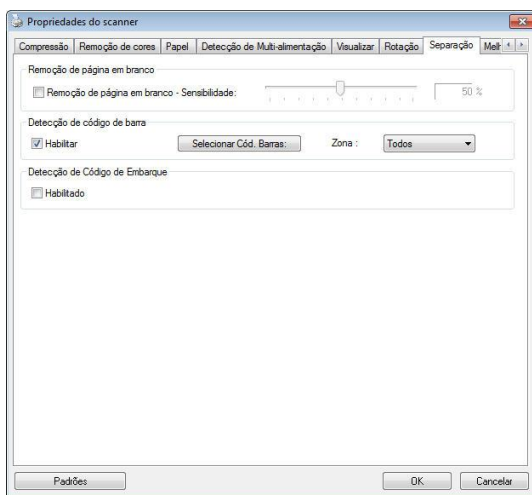 Propriedades do scanner
Compressão Remoção de cores Papel Detecção de Multi-alimentação Visualizar Rotação Separação Melh
Remoção de página em branco
Remoção de página em branco - Sensibilidade: 50 %
Detecção de código de barra
Habilitar Selecionar Cód. Barras: Zona : Todos
Detecção de Código de Embarque
Habilitado
Padrões OK Cancelar